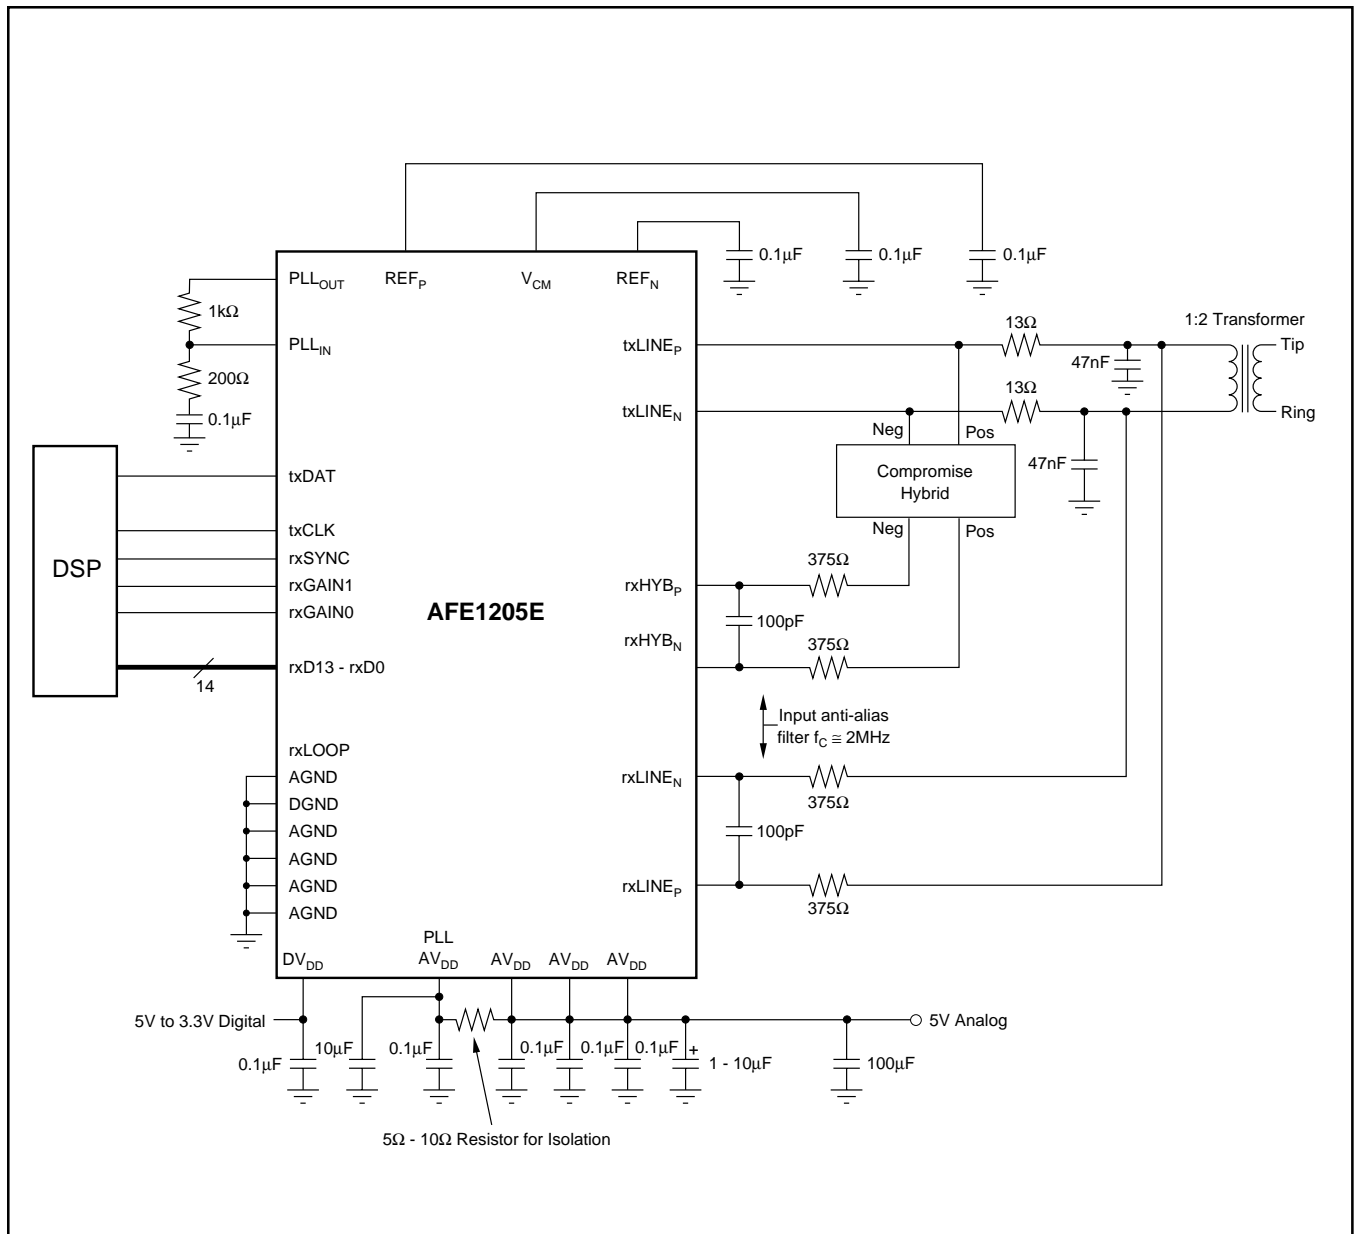 0.1µF
0.1µF
0.1µF
PLLOUT
REFP
VCM
REFN
1kΩ
PLLIN
200Ω
0.1µF
txLINEP
13Ω
1:2 Transformer
Tip
47nF
txLINEN
13Ω
Ring
Neg
Pos
47nF
Compromise
Hybrid
Neg
Pos
DSP
txDAT
txCLK
rxSYNC
rxGAIN1
rxGAIN0
rxD13 - rxD0
14
AFE1205E
rxHYBP
375Ω
100pF
rxHYBN
375Ω
Input anti-alias
filter fC ≅ 2MHz
rxLOOP
AGND
DGND
AGND
AGND
AGND
AGND
rxLINEN
375Ω
100pF
rxLINEP
375Ω
DVDD
PLL
AVDD
AVDD
AVDD
AVDD
5V to 3.3V Digital
5V Analog
0.1µF
10µF
0.1µF
0.1µF
0.1µF
0.1µF
+
1 - 10µF
100µF
5Ω - 10Ω Resistor for Isolation